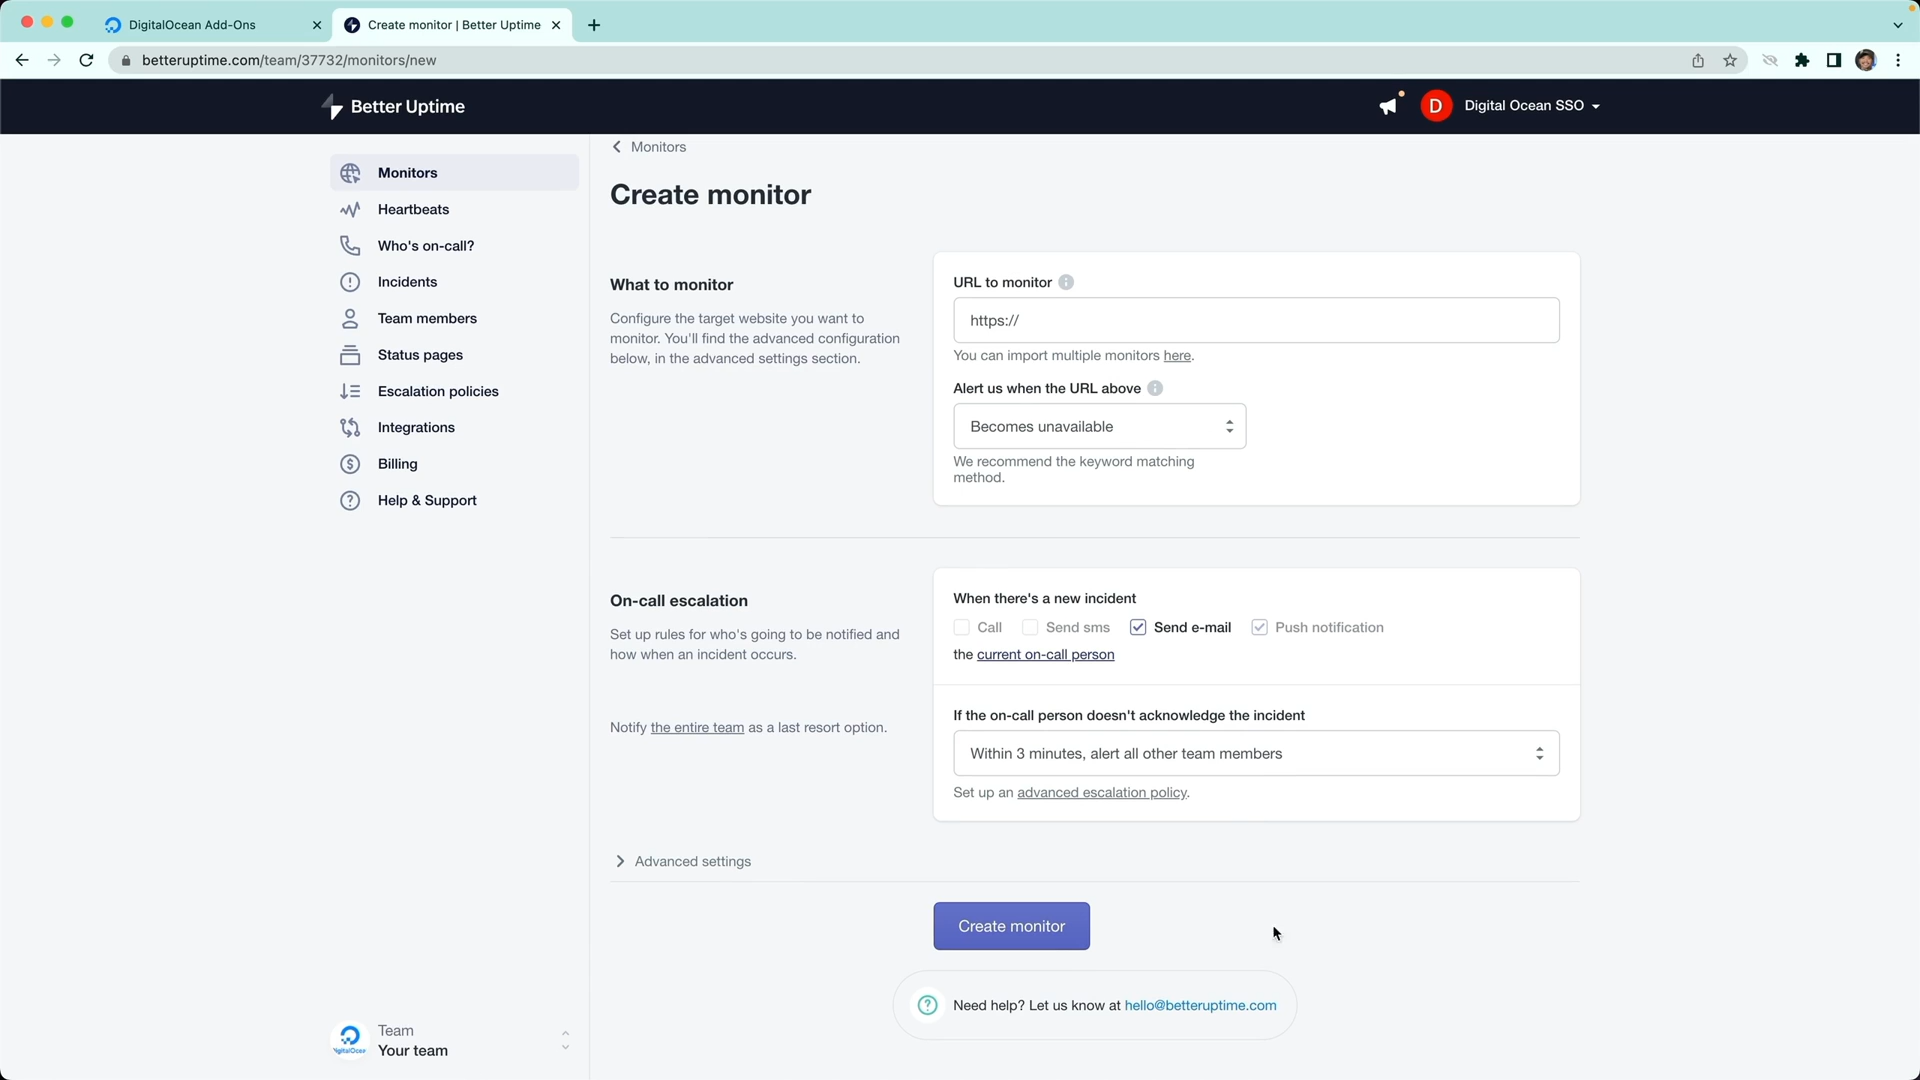 DigitalOcean Add-Ons
Create monitor | Better Uptime
betteruptime.com/team/37732/monitors/new
Better Uptime
D
Digital Ocean SSO
Monitors
Heartbeats
Who's on-call?
Incidents
Team members
Status pages
Escalation policies
Integrations
Billing
Help & Support
Monitors
Create monitor
What to monitor
Configure the target website you want to
monitor. You'll find the advanced configuration
below, in the advanced settings section.
URL to monitor
https://
You can import multiple monitors here.
Alert us when the URL above
Becomes unavailable
We recommend the keyword matching
method.
On-call escalation
Set up rules for who's going to be notified and
how when an incident occurs.
Notify the entire team as a last resort option.
When there's a new incident
Call Send sms Send e-mail Push notification
the current on-call person
If the on-call person doesn't acknowledge the incident
Within 3 minutes, alert all other team members
Set up an advanced escalation policy.
Advanced settings
Create monitor
Need help? Let us know at hello@betteruptime.com
Team
Your team